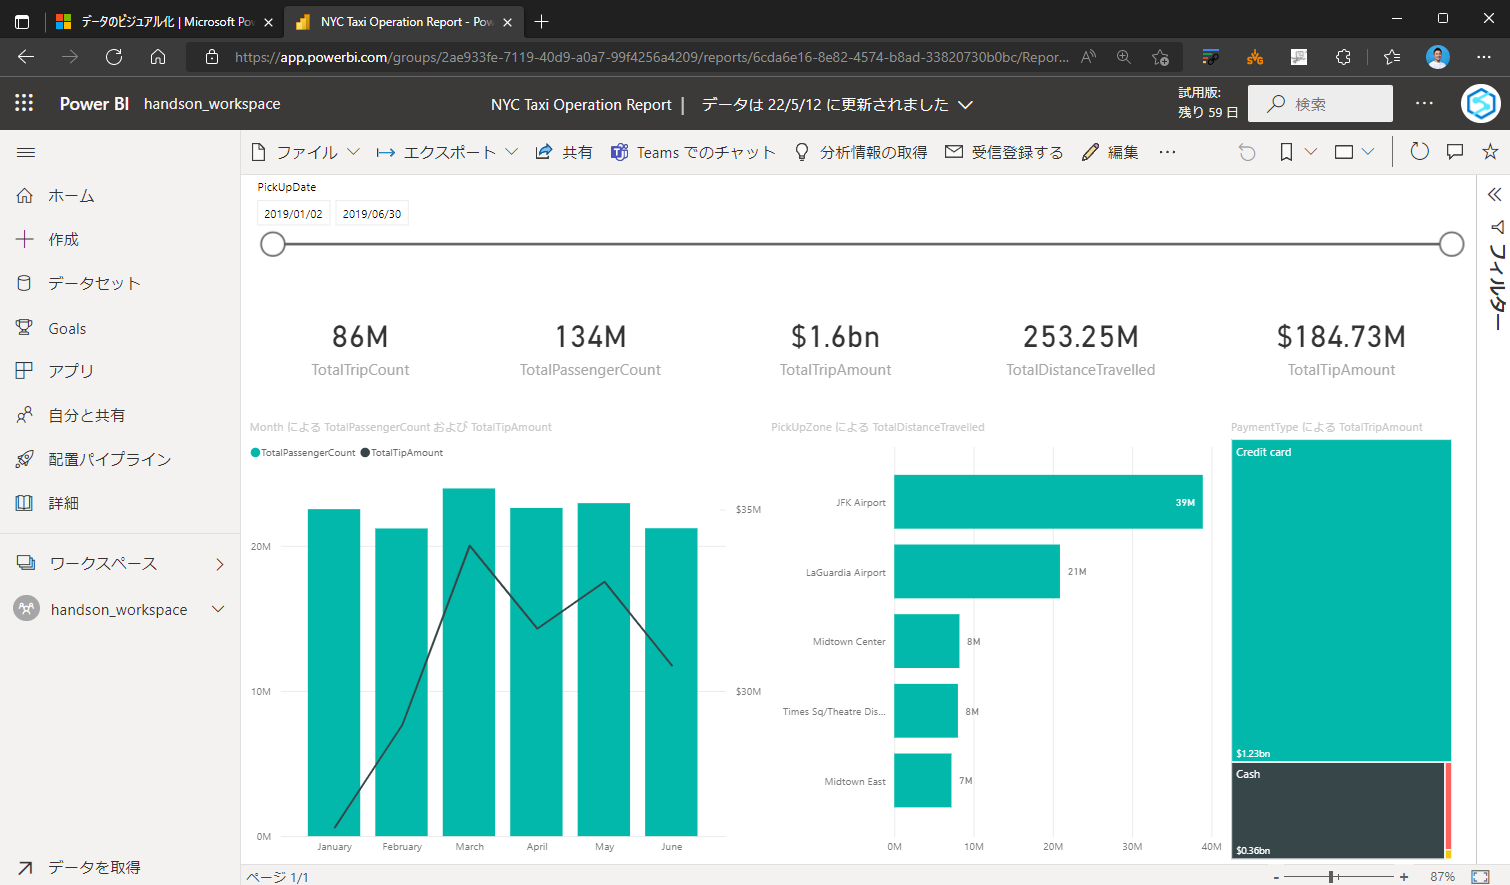 データのビジュアル化 | Microsoft Po
NYC Taxi Operation Report - Pow
https://app.powerbi.com/groups/2ae933fe-7119-40d9-a0a7-99f4256a4209/reports/6cda6e16-8e82-4574-b8ad-33820730b0bc/Repor...
Power BI handson_workspace
NYC Taxi Operation Report | データは 22/5/12 に更新されました
試用版:
残り 59 日
検索
ファイル エクスポート 共有 Teams でのチャット 分析情報の取得 受信登録する 編集
ホーム
作成
データセット
Goals
アプリ
自分と共有
配置パイプライン
詳細
ワークスペース
handson_workspace
データを取得
フィルター
PickUpDate
2019/01/02 2019/06/30
86M 134M $1.6bn 253.25M $184.73M
TotalTripCount TotalPassengerCount TotalTripAmount TotalDistanceTravelled TotalTipAmount
Month による TotalPassengerCount および TotalTipAmount
TotalPassengerCount TotalTipAmount
$35M
20M
10M
$30M
0M
January February March April May June
PickUpZone による TotalDistanceTravelled
JFK Airport 39M
LaGuardia Airport 21M
Midtown Center 8M
Times Sq/Theatre Dis... 8M
Midtown East 7M
0M 10M 20M 30M 40M
PaymentType による TotalTripAmount
Credit card
$1.23bn
Cash
$0.36bn
ページ 1/1
- + 87%